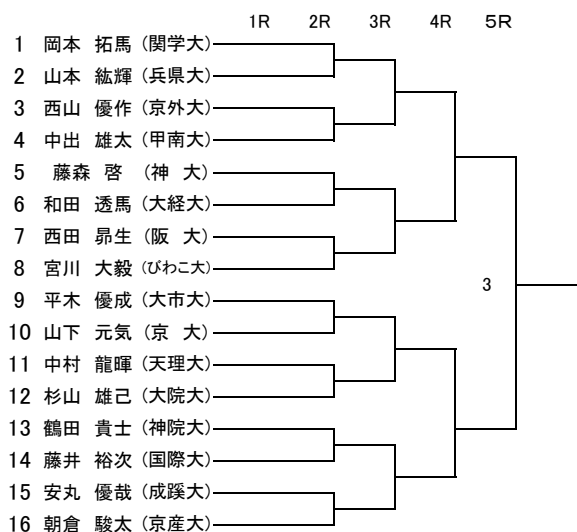 1R 2R 3R 4R 5R
1 岡本 拓馬 (関学大)
2 山本 紘輝 (兵県大)
3 西山 優作 (京外大)
4 中出 雄太 (甲南大)
5 藤森 啓 (神 大)
6 和田 透馬 (大経大)
7 西田 昴生 (阪 大)
8 宮川 大毅 (びわこ大)
9 平木 優成 (大市大)
3
10 山下 元気 (京 大)
11 中村 龍暉 (天理大)
12 杉山 雄己 (大院大)
13 鶴田 貴士 (神院大)
14 藤井 裕次 (国際大)
15 安丸 優哉 (成蹊大)
16 朝倉 駿太 (京産大)